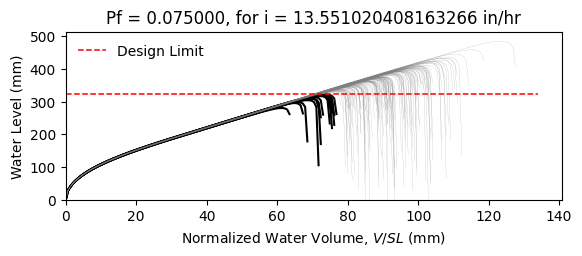 Pf = 0.075000, for i = 13.551020408163266 in/hr
Water Level (mm)
500
400
300
200
100
0
Design Limit
0 20 40 60 80 100 120 140
Normalized Water Volume, V/SL (mm)